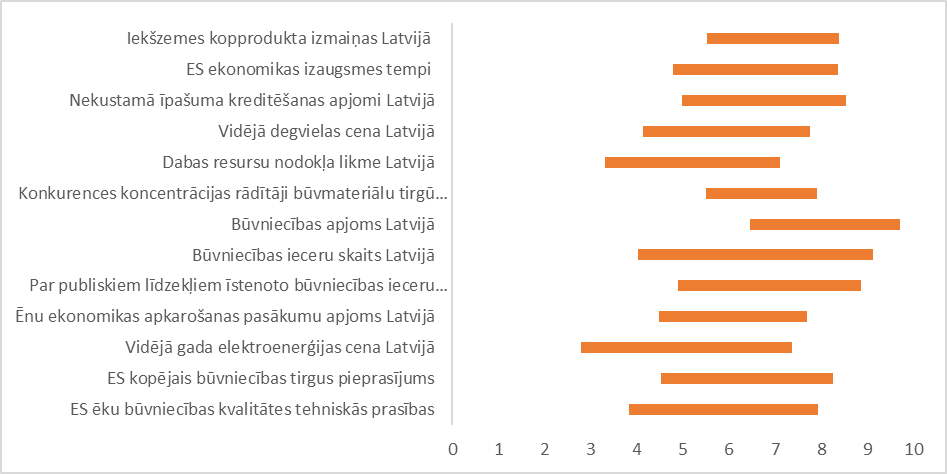 Iekšzemes kopprodukta izmaiņas Latvijā
ES ekonomikas izaugsmes tempi
Nekustamā īpašuma kreditēšanas apjomi Latvijā
Vidējā degvielas cena Latvijā
Dabas resursu nodokļa likme Latvijā
Konkurences koncentrācijas rādītāji būvmateriālu tirgū...
Būvniecības apjoms Latvijā
Būvniecības ieceru skaits Latvijā
Par publiskiem līdzekļiem īstenoto būvniecības ieceru...
Ēnu ekonomikas apkarošanas pasākumu apjoms Latvijā
Vidējā gada elektroenerģijas cena Latvijā
ES kopējais būvniecības tirgus pieprasījums
ES ēku būvniecības kvalitātes tehniskās prasības
0 1 2 3 4 5 6 7 8 9 10